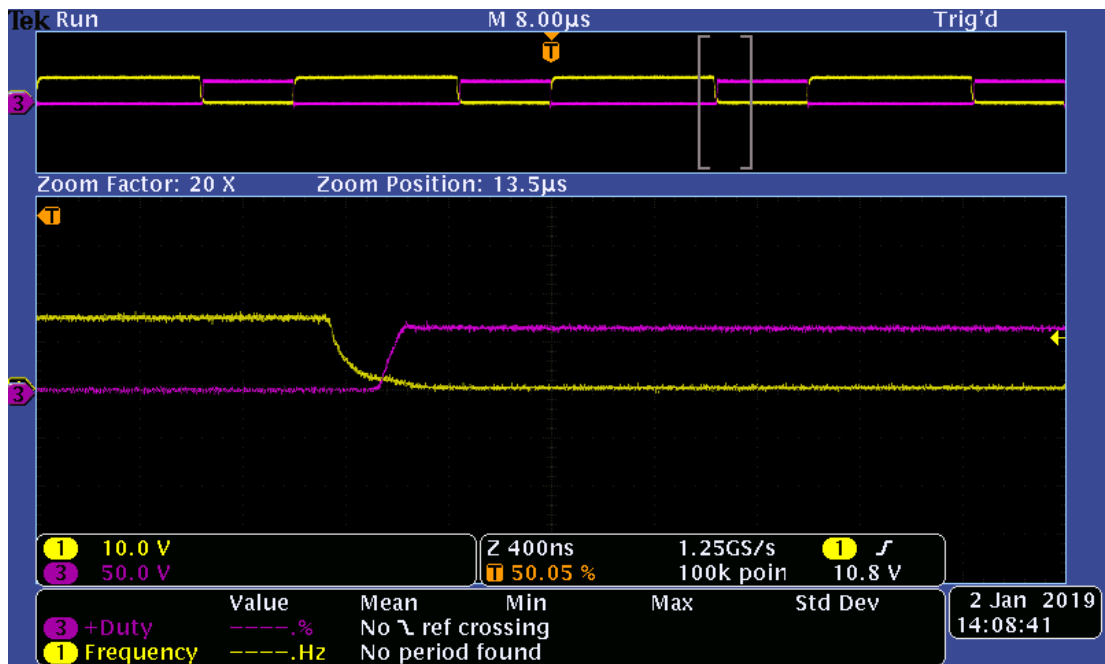 Tek Run M 8.00µs Trig'd
T
3
Zoom Factor: 20 X Zoom Position: 13.5µs
T
3
1 10.0 V Z 400ns 1.25GS/s 1
3 50.0 V T 50.05 % 100k poin 10.8 V
Value Mean Min Max Std Dev 2 Jan 2019
3 +Duty ----.% No ref crossing 14:08:41
1 Frequency ----.Hz No period found